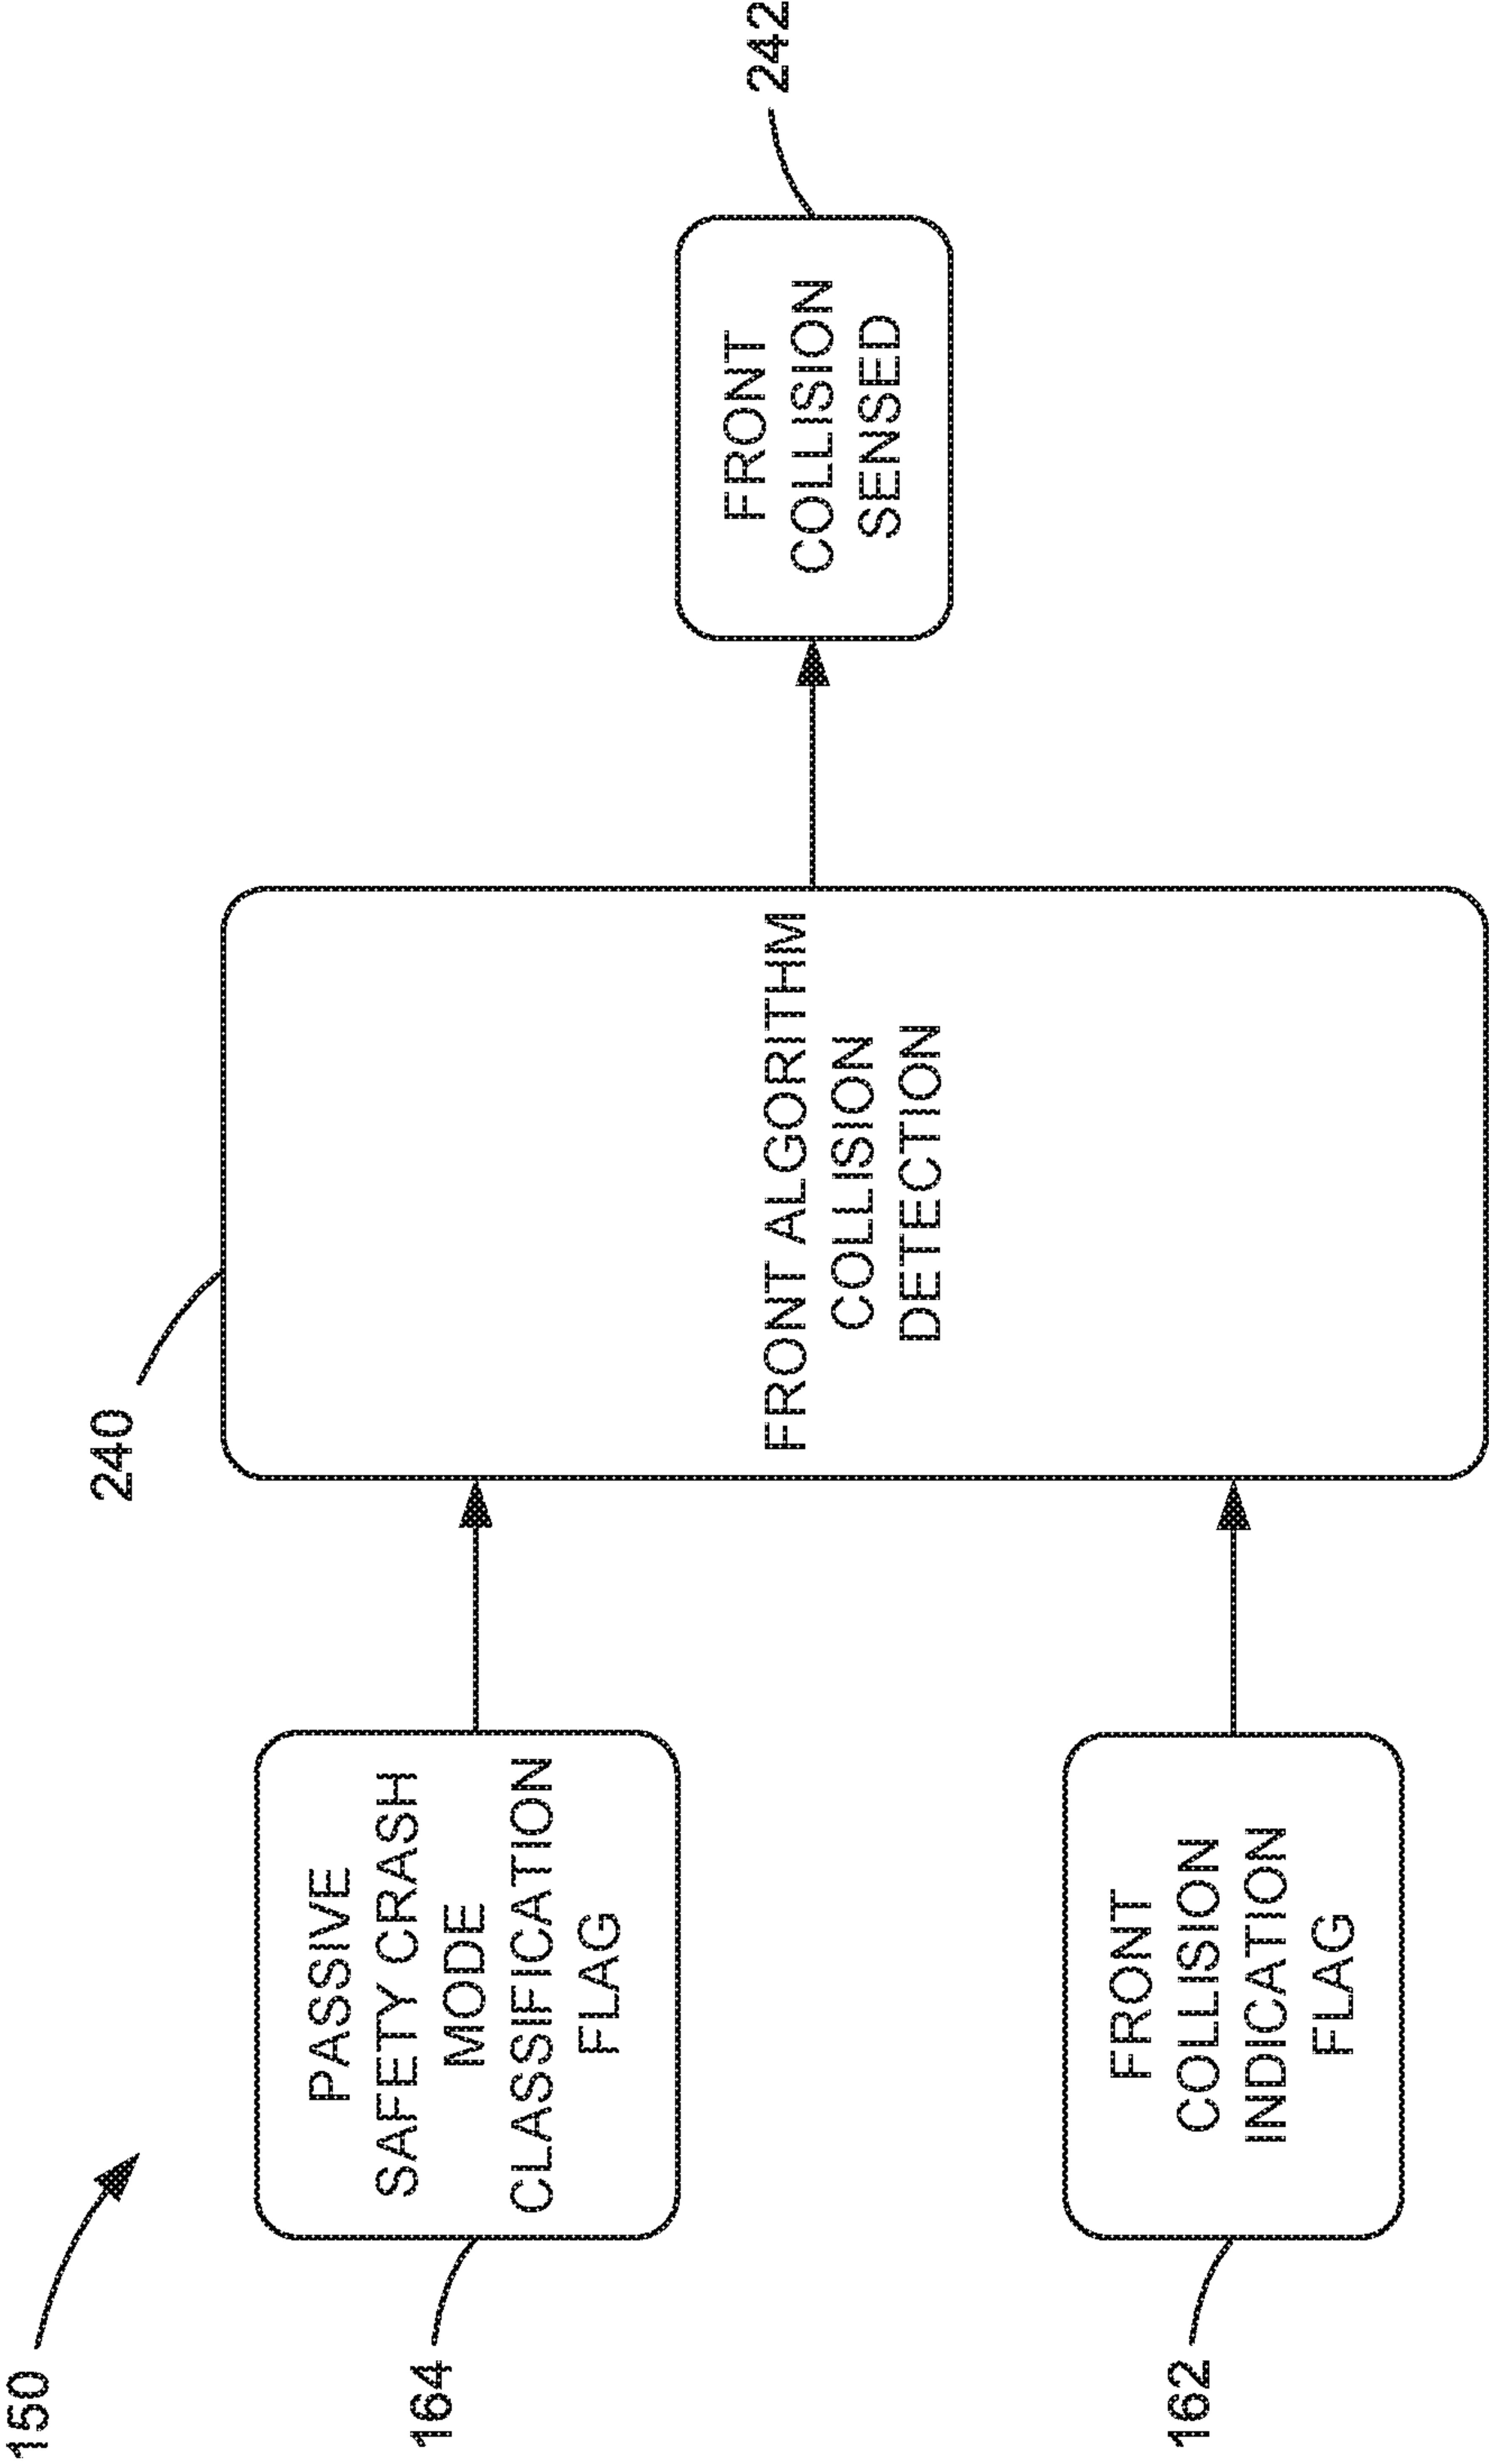 150
164
PASSIVE
SAFETY CRASH
MODE
CLASSIFICATION
FLAG
162
FRONT
COLLISION
INDICATION
FLAG
240
FRONT ALGORITHM
COLLISION
DETECTION
FRONT
COLLISION
SENSED
242